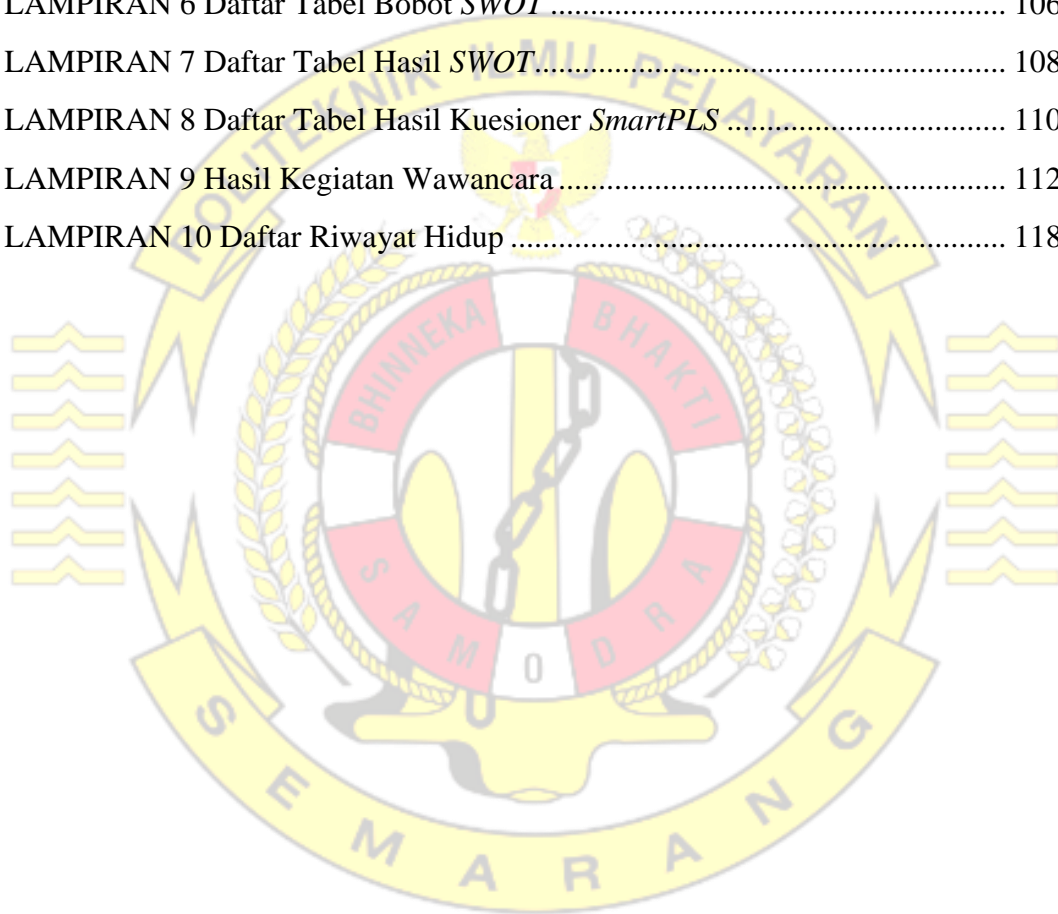 LAMPIRAN 6 Daftar Tabel Bobot SWOT ........................................................ 106
LAMPIRAN 7 Daftar Tabel Hasil SWOT.......................................................... 108
LAMPIRAN 8 Daftar Tabel Hasil Kuesioner SmartPLS ................................... 110
LAMPIRAN 9 Hasil Kegiatan Wawancara ....................................................... 112
LAMPIRAN 10 Daftar Riwayat Hidup ............................................................. 118
POLITEKNIK ILMU PELAYARAN
BHINNEKA BHAKTI
SAMODRA
SEMARANG